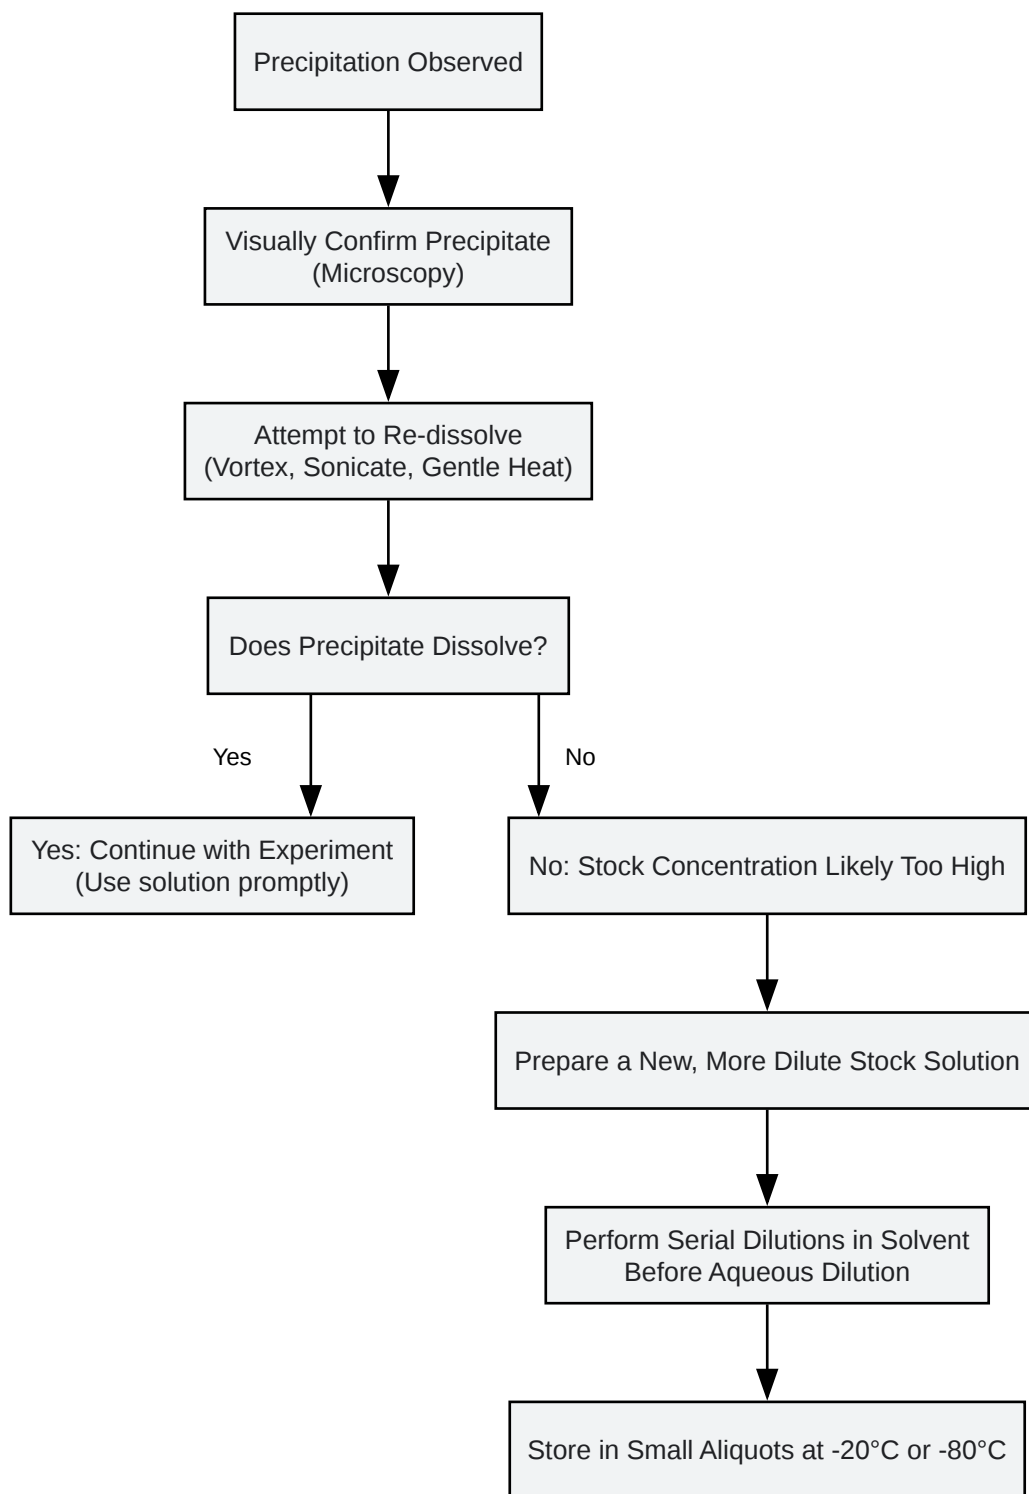 Precipitation Observed
Visually Confirm Precipitate
(Microscopy)
Attempt to Re-dissolve
(Vortex, Sonicate, Gentle Heat)
Does Precipitate Dissolve?
Yes
No
Yes: Continue with Experiment
(Use solution promptly)
No: Stock Concentration Likely Too High
Prepare a New, More Dilute Stock Solution
Perform Serial Dilutions in Solvent
Before Aqueous Dilution
Store in Small Aliquots at -20°C or -80°C